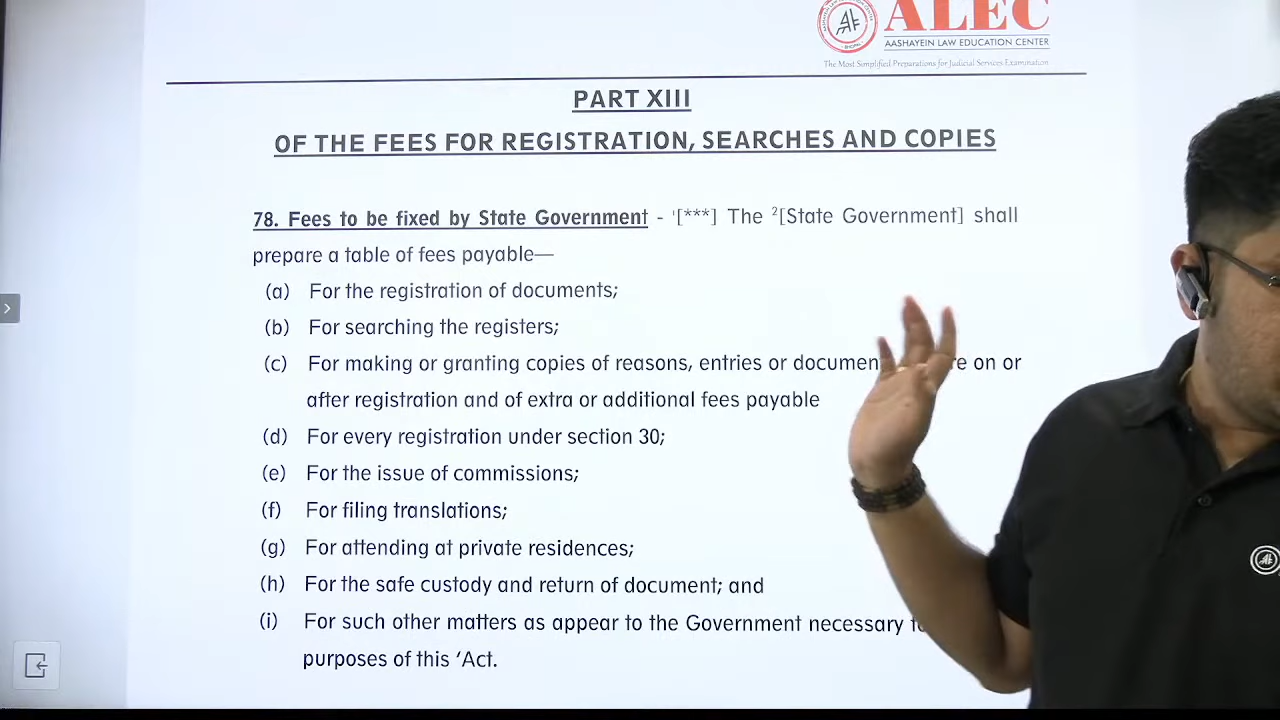 ALEC
AASHAYEIN LAW EDUCATION CENTER
The Most Simplified Preparations for Judicial Services Examination
PART XIII
OF THE FEES FOR REGISTRATION, SEARCHES AND COPIES
78. Fees to be fixed by State Government - ¹[***] The ²[State Government] shall
prepare a table of fees payable—
(a) For the registration of documents;
(b) For searching the registers;
(c) For making or granting copies of reasons, entries or documen on or
after registration and of extra or additional fees payable
(d) For every registration under section 30;
(e) For the issue of commissions;
(f) For filing translations;
(g) For attending at private residences;
(h) For the safe custody and return of document; and
(i) For such other matters as appear to the Government necessary
purposes of this ‘Act.